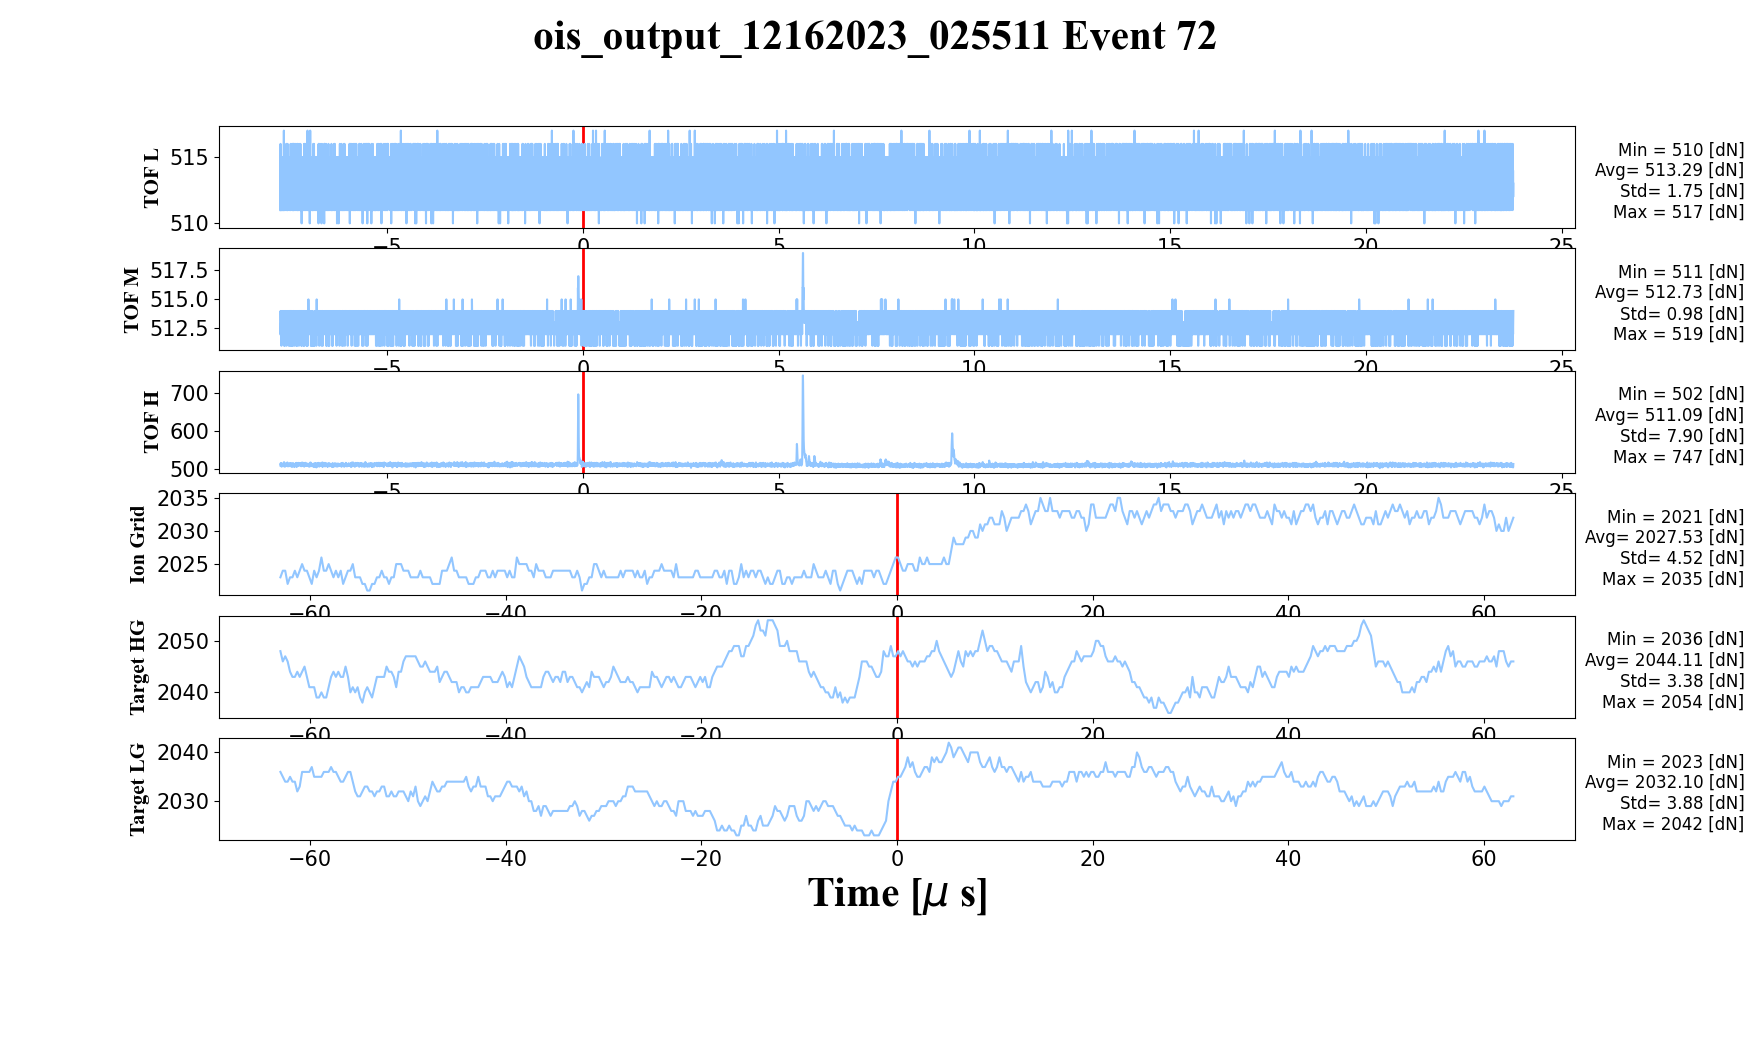 ois_output_12162023_025511 Event 72
TOF L
515
510
−5 0 5 10 15 20 25
Min = 510 [dN]
Avg= 513.29 [dN]
Std= 1.75 [dN]
Max = 517 [dN]
TOF M
517.5
515.0
512.5
−5 0 5 10 15 20 25
Min = 511 [dN]
Avg= 512.73 [dN]
Std= 0.98 [dN]
Max = 519 [dN]
TOF H
700
600
500
−5 0 5 10 15 20 25
Min = 502 [dN]
Avg= 511.09 [dN]
Std= 7.90 [dN]
Max = 747 [dN]
Ion Grid
2035
2030
2025
−60 −40 −20 0 20 40 60
Min = 2021 [dN]
Avg= 2027.53 [dN]
Std= 4.52 [dN]
Max = 2035 [dN]
Target HG
2050
2040
−60 −40 −20 0 20 40 60
Min = 2036 [dN]
Avg= 2044.11 [dN]
Std= 3.38 [dN]
Max = 2054 [dN]
Target LG
2040
2030
−60 −40 −20 0 20 40 60
Min = 2023 [dN]
Avg= 2032.10 [dN]
Std= 3.88 [dN]
Max = 2042 [dN]
Time [μ s]